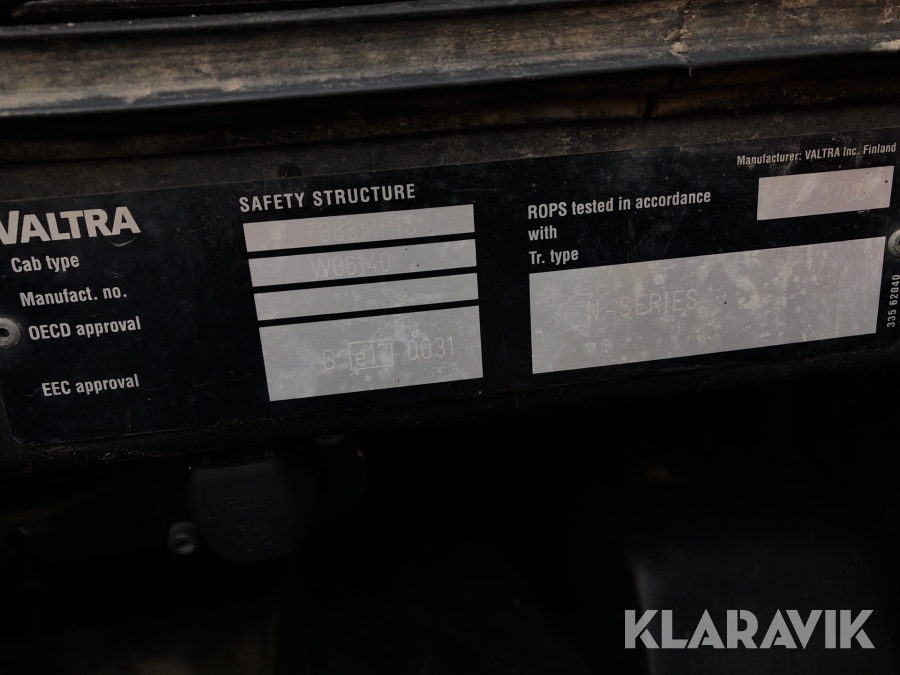 Manufacturer: VALTRA Inc. Finland
VALTRA
SAFETY STRUCTURE
Cab type
Manufact. no. W06140
OECD approval
EEC approval S e17 0031
ROPS tested in accordance
with
Tr. type
N-SERIES
335 62040
KLARAVIK